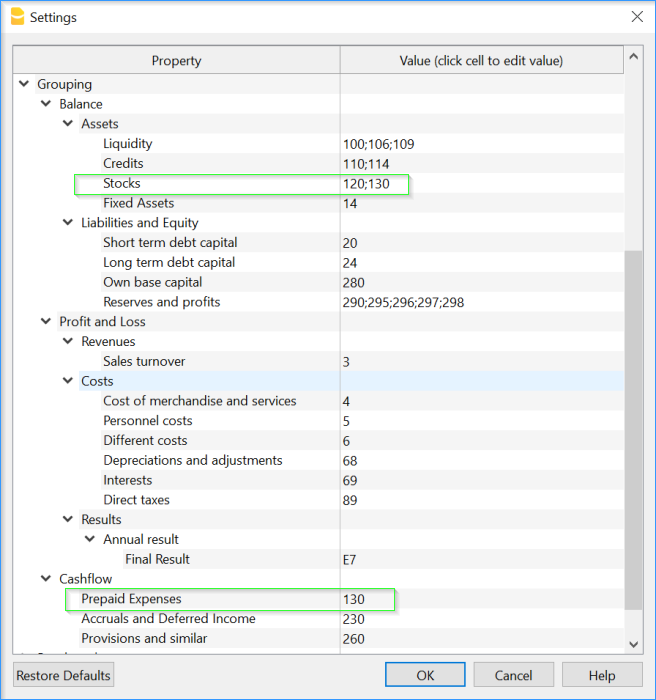 Settings
Property Value (click cell to edit value)
Grouping
Balance
Assets
Liquidity 100;106;109
Credits 110;114
Stocks 120;130
Fixed Assets 14
Liabilities and Equity
Short term debt capital 20
Long term debt capital 24
Own base capital 280
Reserves and profits 290;295;296;297;298
Profit and Loss
Revenues
Sales turnover 3
Costs
Cost of merchandise and services 4
Personnel costs 5
Different costs 6
Depreciations and adjustments 68
Interests 69
Direct taxes 89
Results
Annual result
Final Result E7
Cashflow
Prepaid Expenses 130
Accruals and Deferred Income 230
Provisions and similar 260
Restore Defaults OK Cancel Help